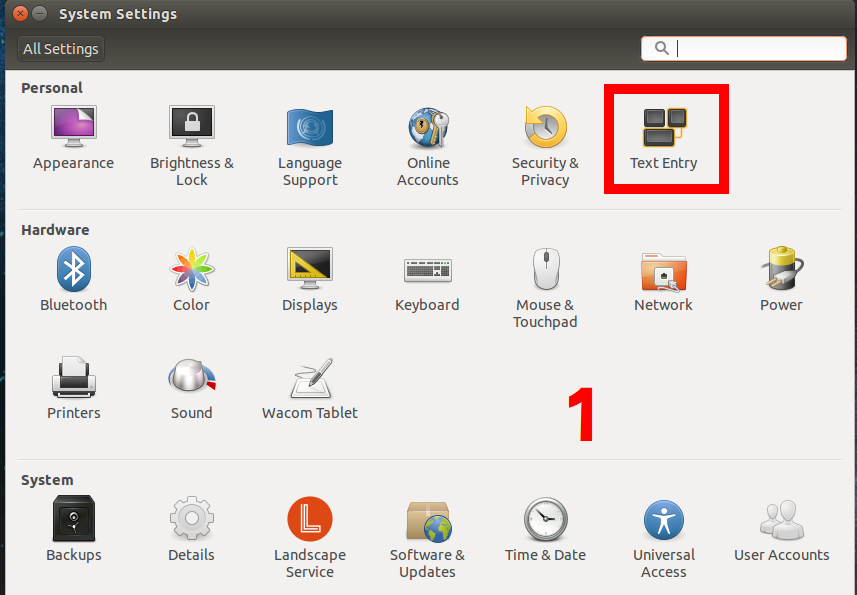 System Settings
All Settings
Personal
Appearance
Brightness &
Lock
Language
Support
Online
Accounts
Security &
Privacy
Text Entry
Hardware
Bluetooth
Color
Displays
Keyboard
Mouse &
Touchpad
Network
Power
Printers
Sound
Wacom Tablet
1
System
Backups
Details
Landscape
Service
Software &
Updates
Time & Date
Universal
Access
User Accounts